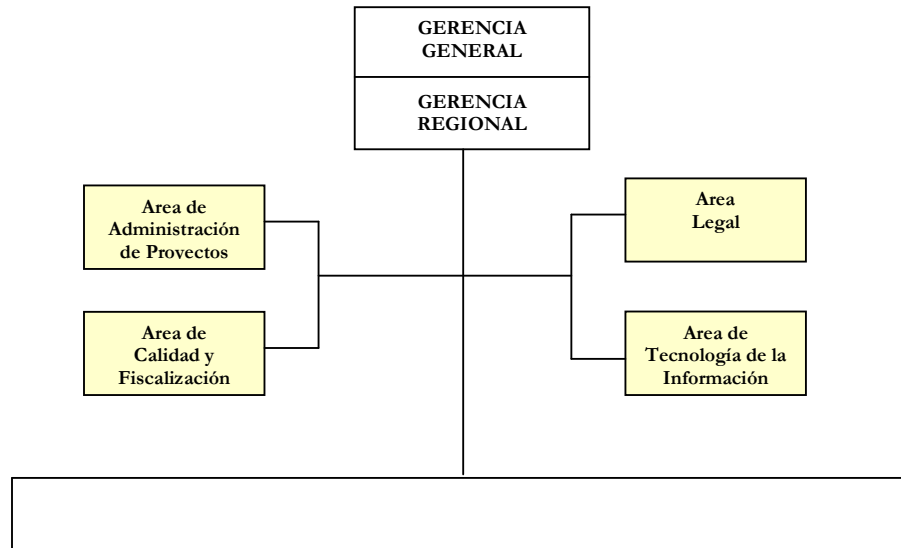 GERENCIA
GENERAL
GERENCIA
REGIONAL
Area de
Administración
de Proyectos
Area
Legal
Area de
Calidad y
Fiscalización
Area de
Tecnología de la
Información